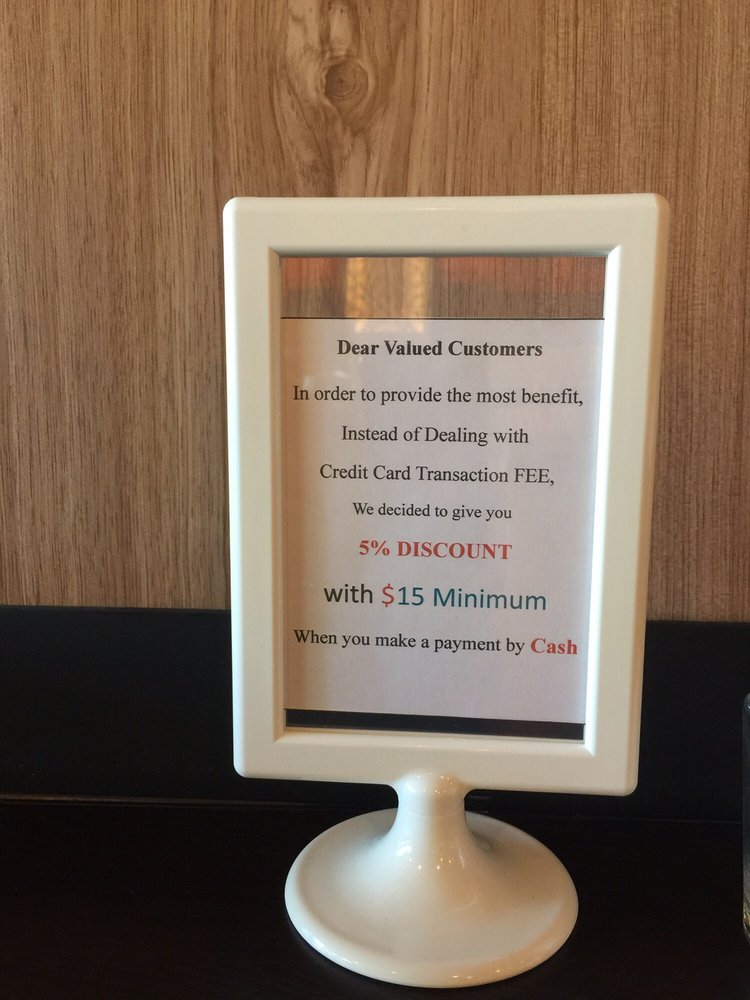 Dear Valued Customers
In order to provide the most benefit,
Instead of Dealing with
Credit Card Transaction FEE,
We decided to give you
5% DISCOUNT
with $15 Minimum
When you make a payment by Cash